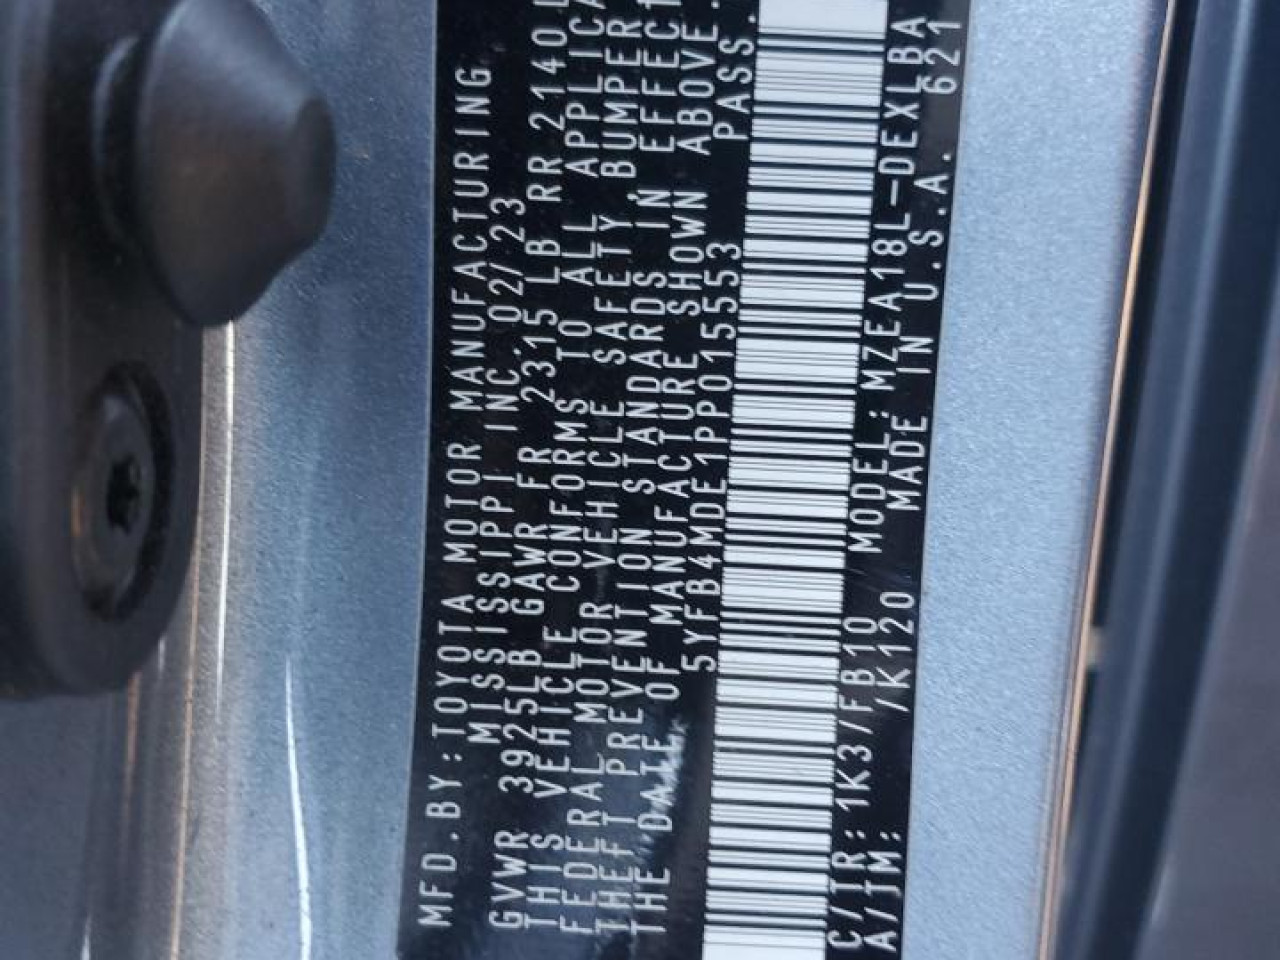 MFD.BY:TOYOTA MOTOR MANUFACTURING
MISSISSIPPI INC. 02/23
GVWR 3925LB GAWR FR 2315 LB RR 2140
THIS VEHICLE CONFORMS TO ALL APPLICA
FEDERAL MOTOR VEHICLE SAFETY, BUMPER,
THEFT PREVENTION STANDARDS IN EFFECT
THE DATE OF MANUFACTURE SHOWN ABOVE.
5YFB4MDE1PP015553 PASS.
C/TR: 1K3/FB10 MODEL: MZEA18L-DEXLBA
A/TM: /K120 MADE IN U.S.A. 621